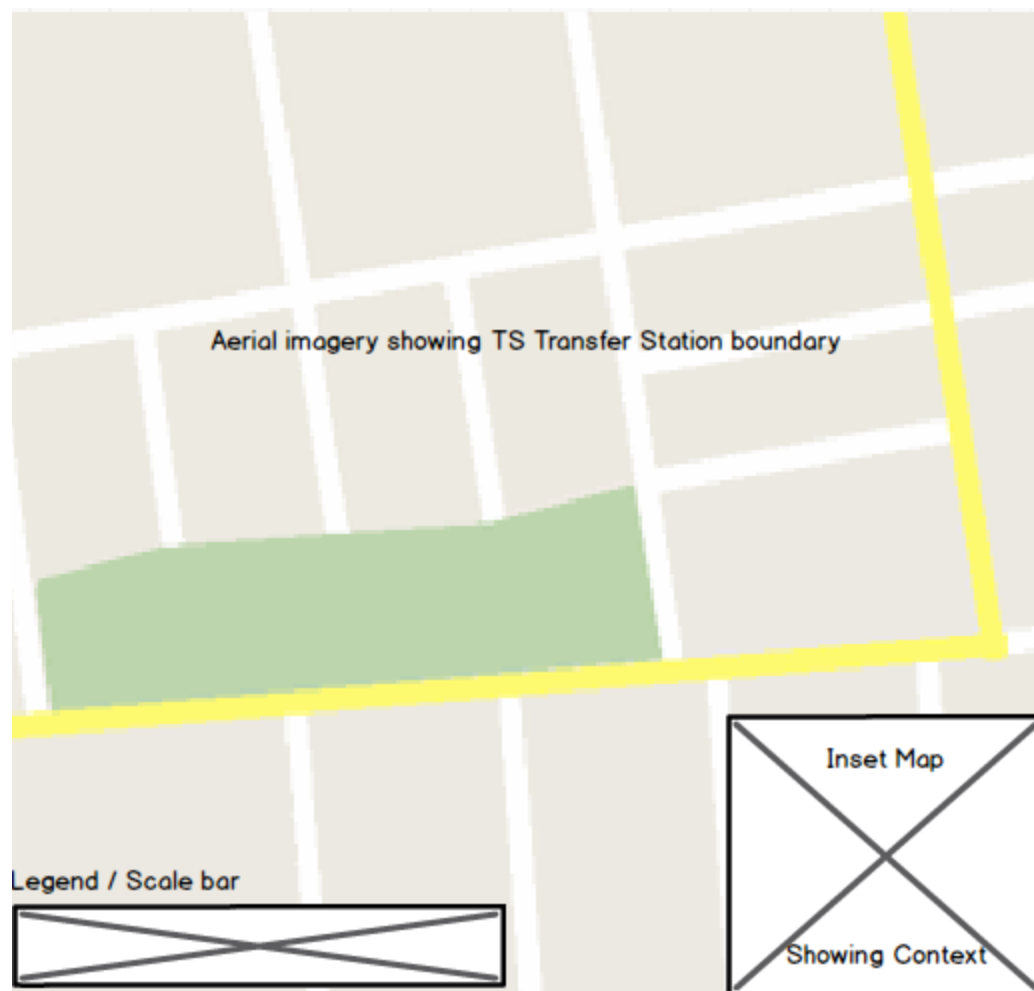 Aerial imagery showing TS Transfer Station boundary
Inset Map
Legend / Scale bar
Showing Context